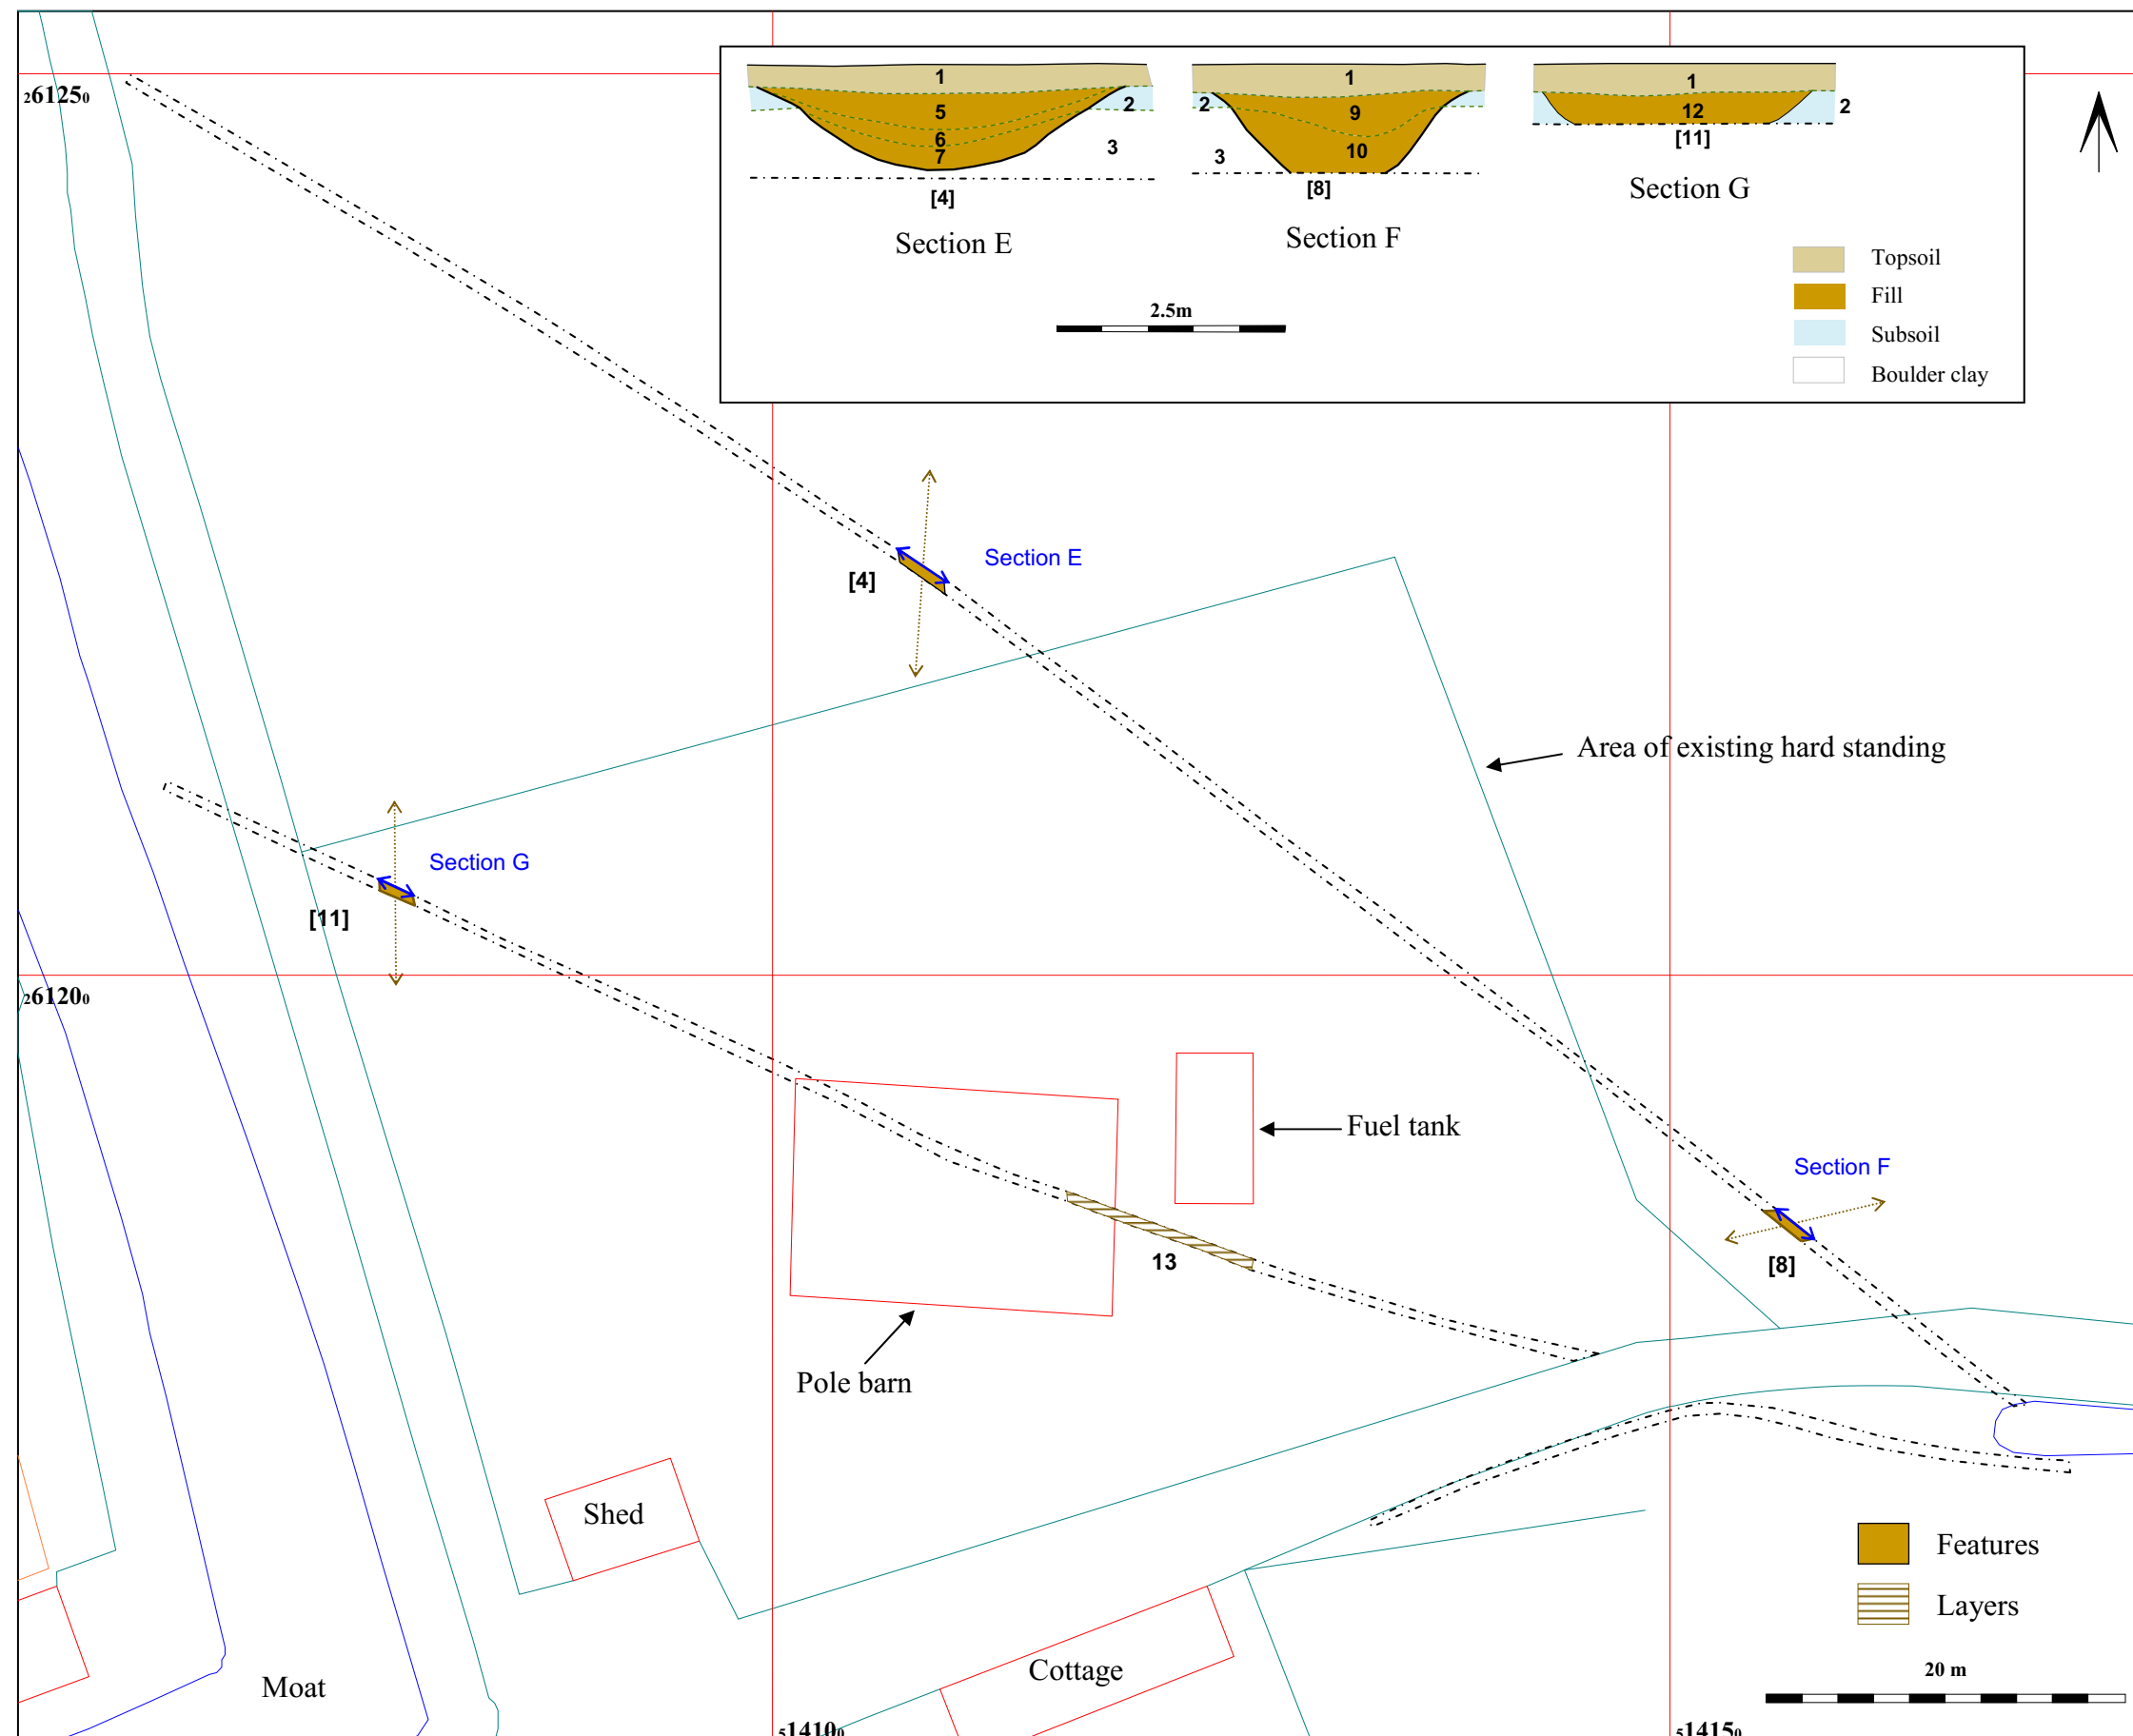 261250
1
5
6
7
2
3
[4]
Section E
1
2
9
10
3
[8]
Section F
1
12
2
[11]
Section G
Topsoil
Fill
Subsoil
Boulder clay
2.5m
Section E
[4]
Area of existing hard standing
Section G
[11]
261200
Fuel tank
Section F
[8]
13
Pole barn
Shed
Features
Layers
Cottage
Moat
20 m
514100
514150